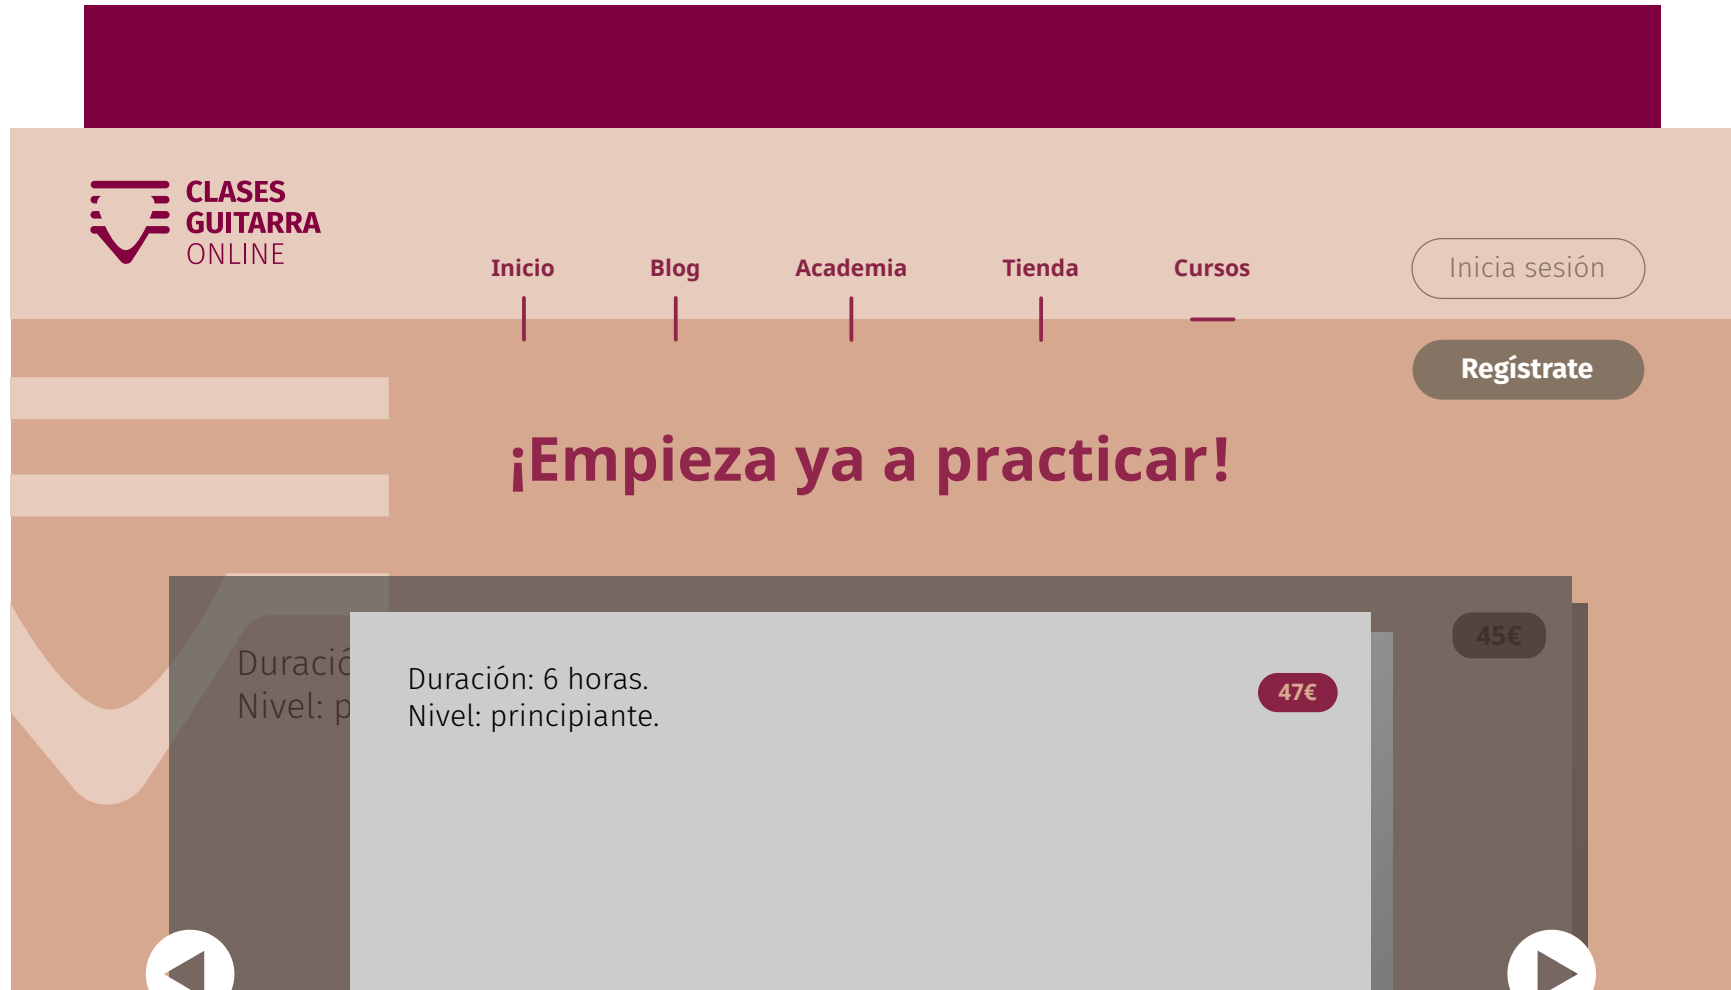 CLASES
GUITARRA
ONLINE
Inicio
Blog
Academia
Tienda
Cursos
Inicia sesión
Regístrate
¡Empieza ya a practicar!
45€
Nivel:
Duración: 6 horas.
47€
Nivel: principiante.